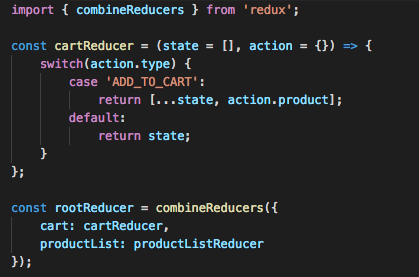 import { combineReducers } from 'redux';

const cartReducer = (state = [], action = {}) => {
    switch(action.type) {
        case 'ADD_TO_CART':
            return [...state, action.product];
        default:
            return state;
    }
};

const rootReducer = combineReducers({
    cart: cartReducer,
    productList: productListReducer
});